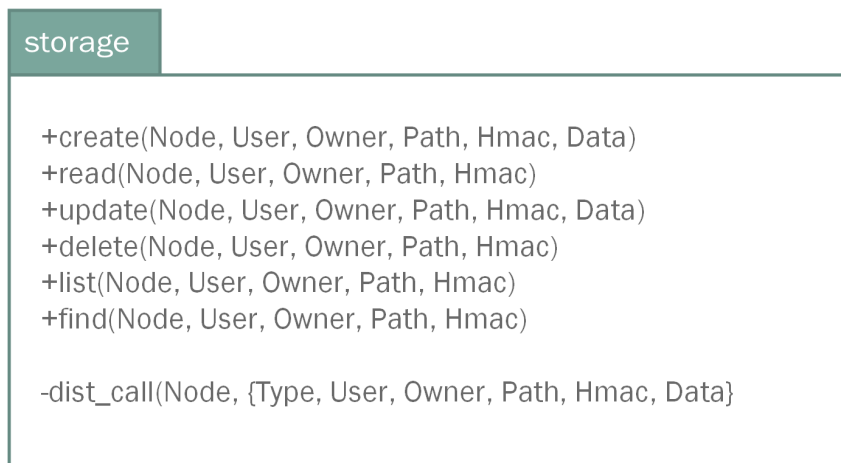 storage
+create(Node, User, Owner, Path, Hmac, Data)
+read(Node, User, Owner, Path, Hmac)
+update(Node, User, Owner, Path, Hmac, Data)
+delete(Node, User, Owner, Path, Hmac)
+list(Node, User, Owner, Path, Hmac)
+find(Node, User, Owner, Path, Hmac)
-dist_call(Node, {Type, User, Owner, Path, Hmac, Data}